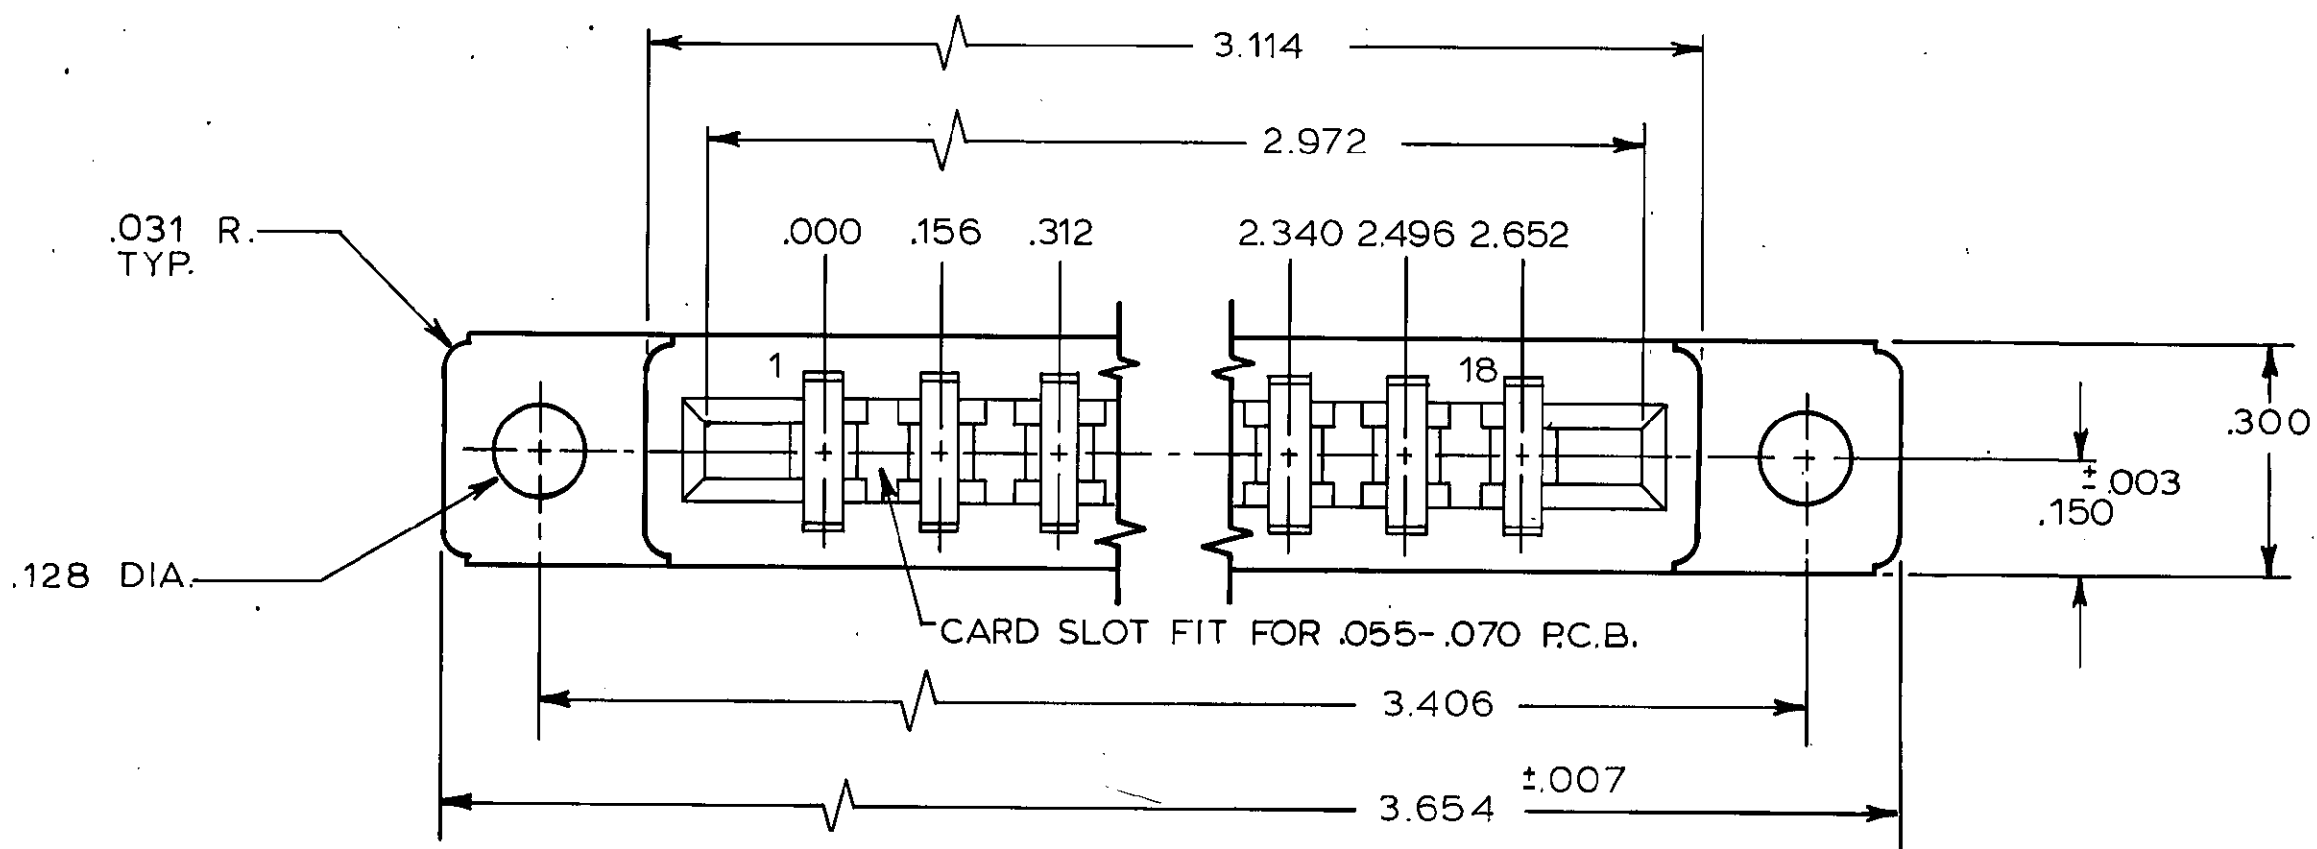 3.114
2.972
.031 R.
TYP.
.000 .156 .312 2.340 2.496 2.652
1 18
.300
±.003
.150
.128 DIA.
CARD SLOT FIT FOR .055-.070 P.C.B.
3.406
±.007
3.654